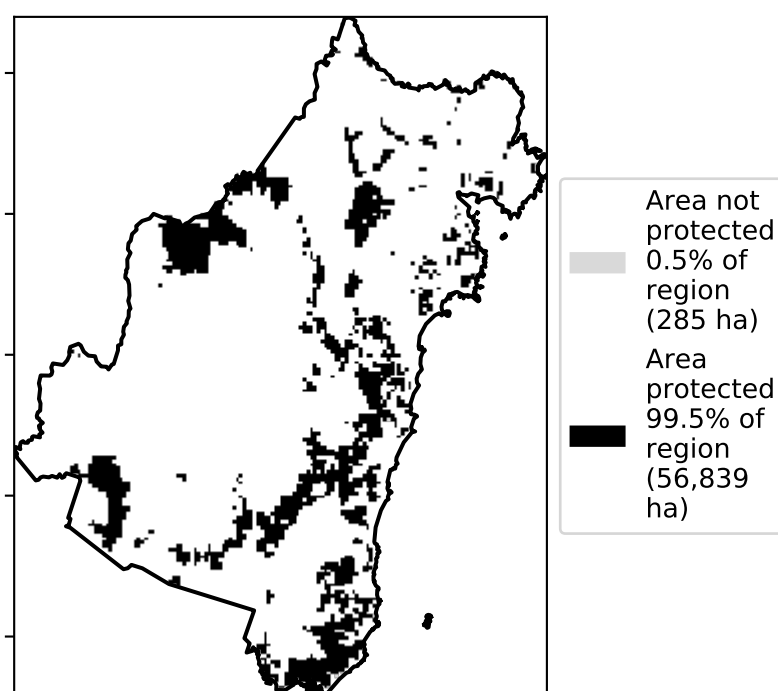 Area not
protected
0.5% of
region
(285 ha)
Area
protected
99.5% of
region
(56,839
ha)